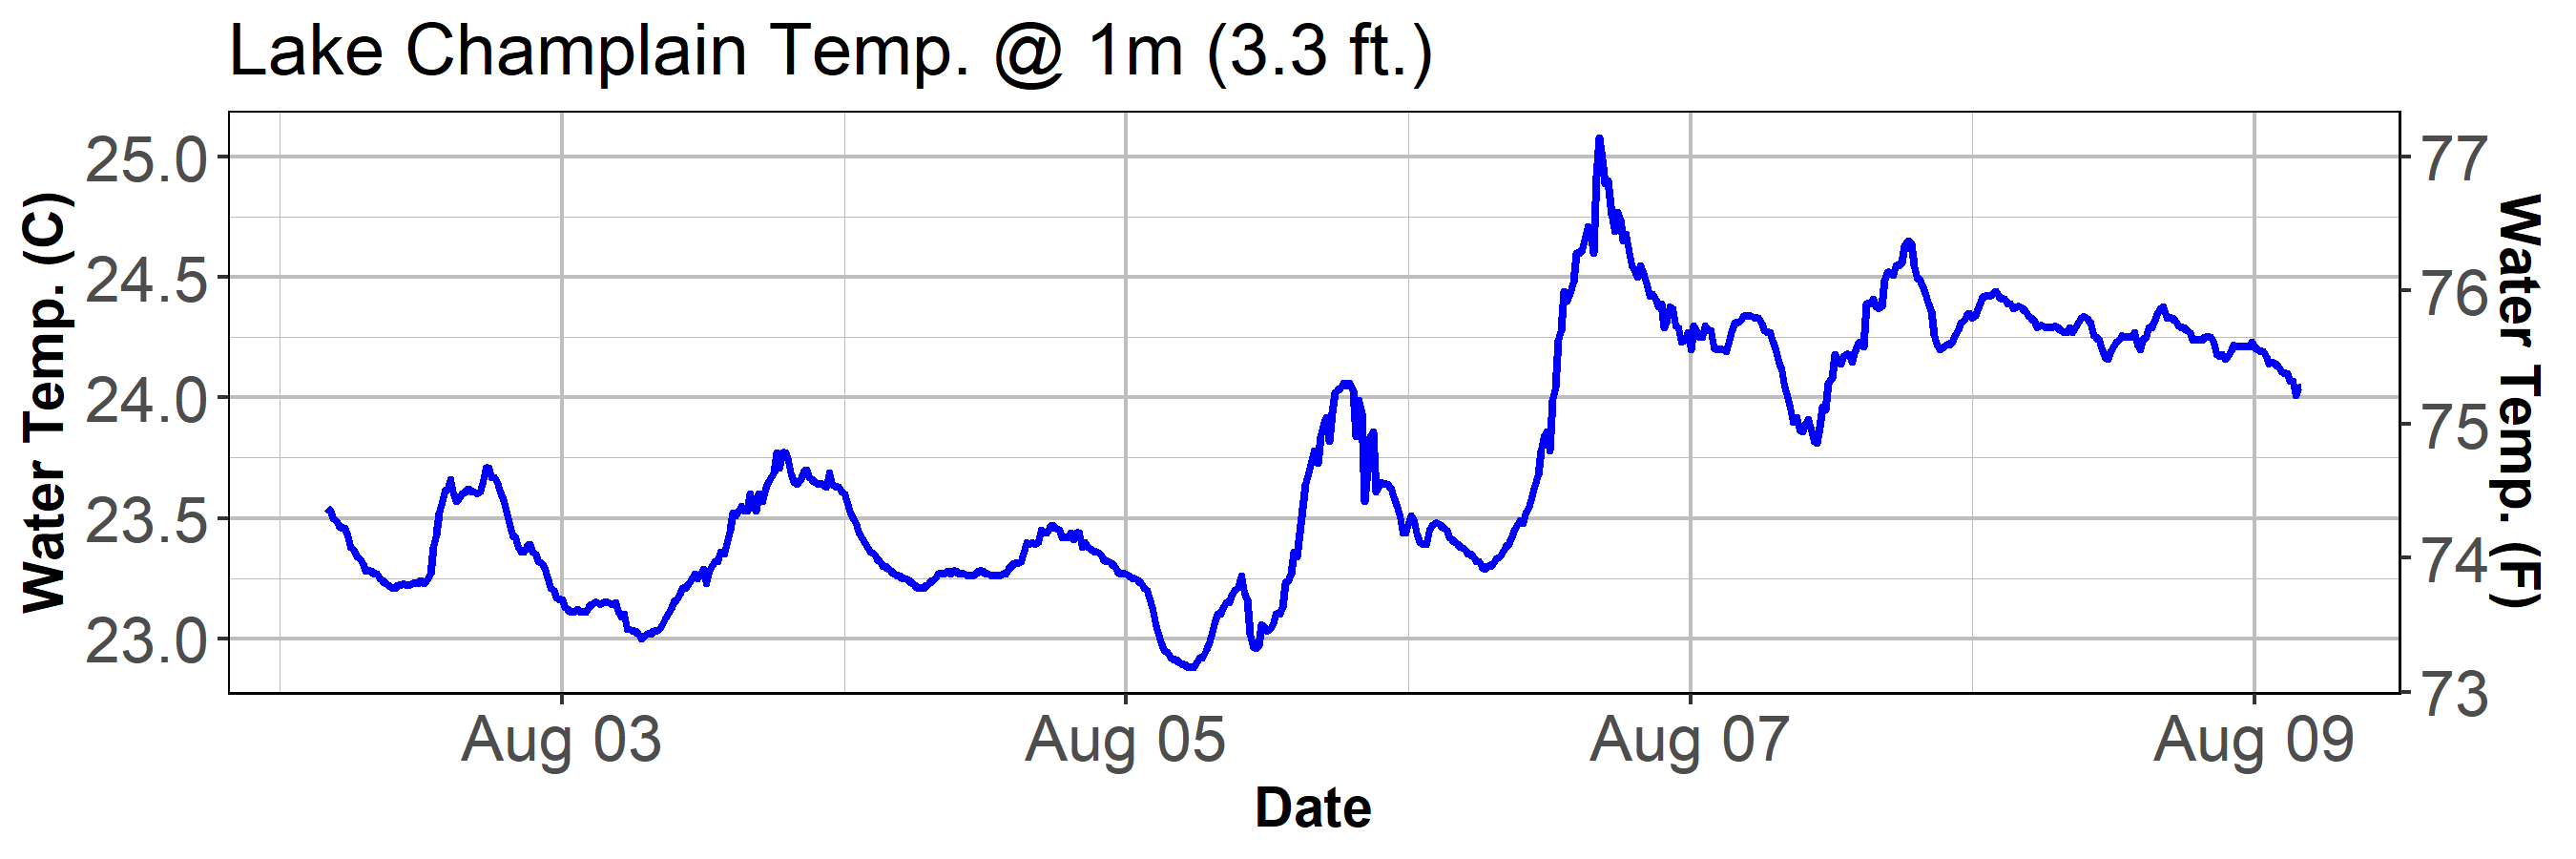 Lake Champlain Temp. @ 1m (3.3 ft.)
Water Temp. (C)
25.0
24.5
24.0
23.5
23.0
77
76
75
74
73
Water Temp. (F)
Aug 03
Aug 05
Aug 07
Aug 09
Date